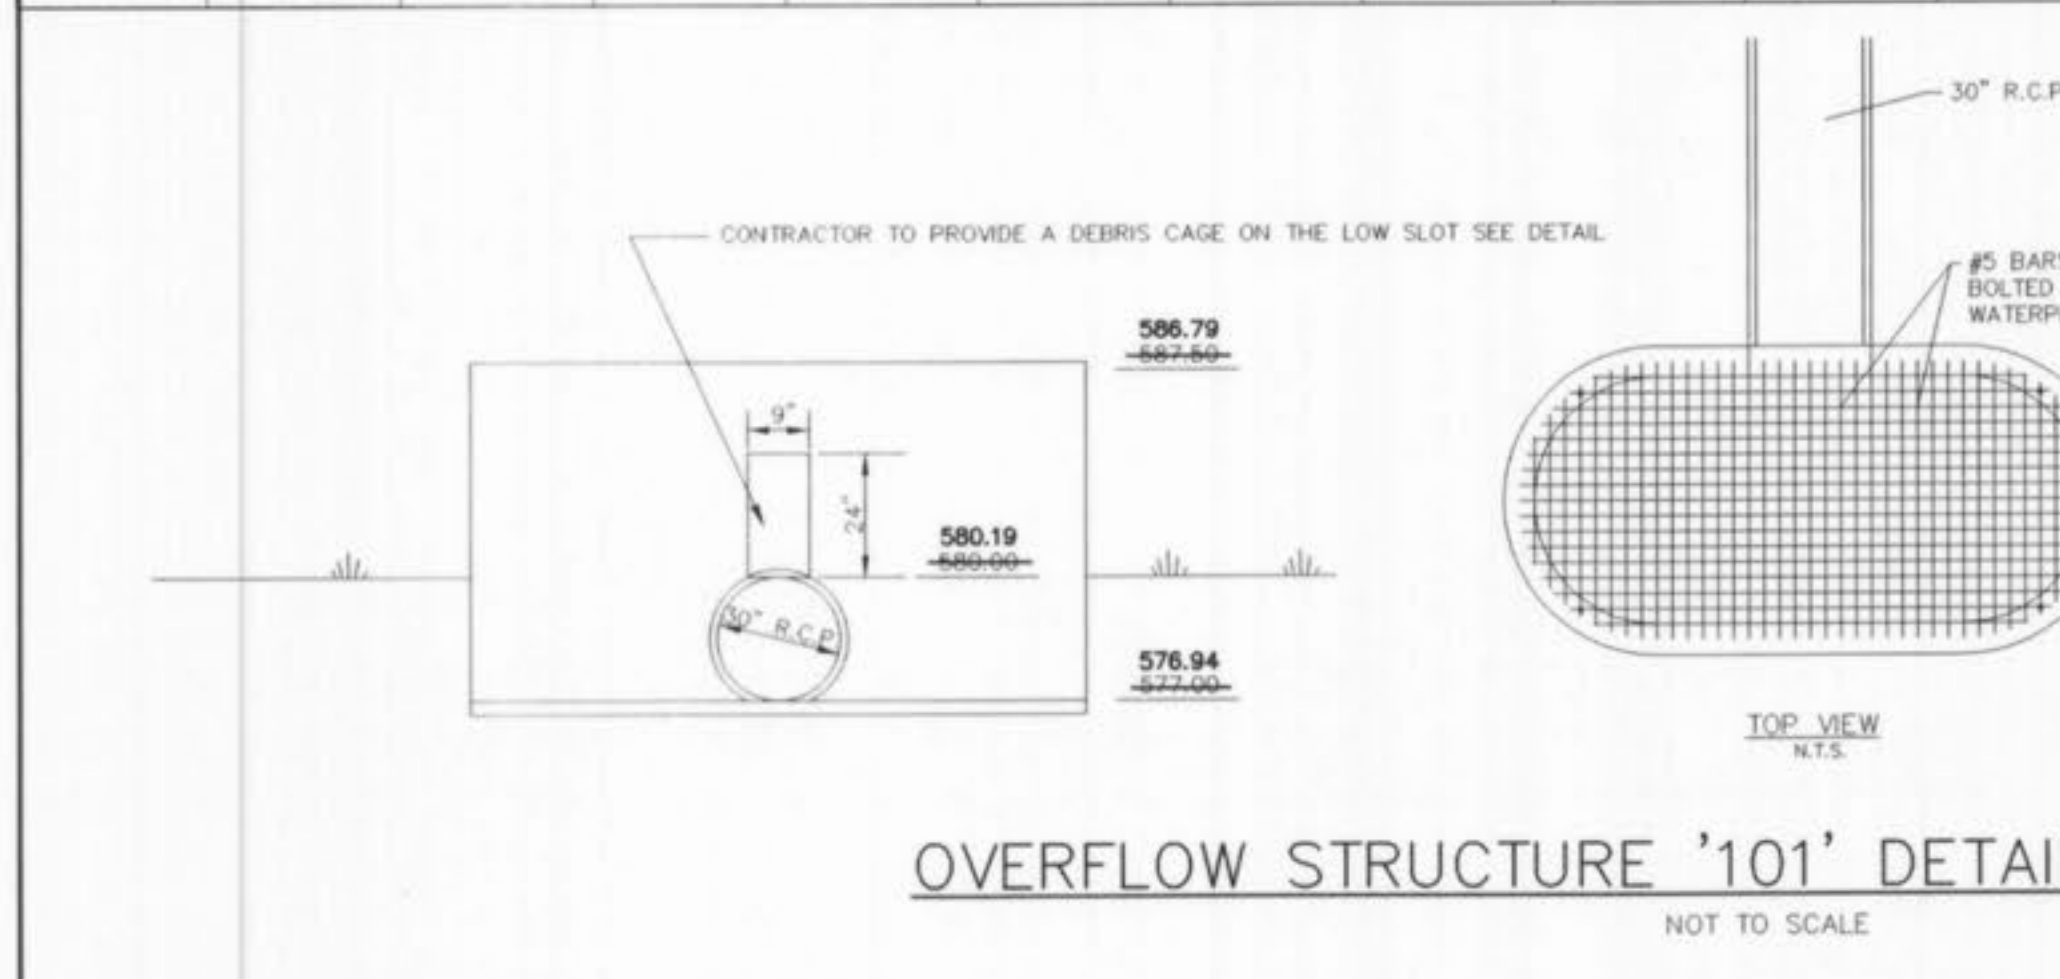 30" R.C.P
CONTRACTOR TO PROVIDE A DEBRIS CAGE ON THE LOW SLOT SEE DETAIL
#5 BARS
BOLTED
586.79
587.50
9"
24"
580.19
580.00
30" R.C.P.
576.94
577.00
TOP VIEW
N.T.S.
OVERFLOW STRUCTURE '101' DETAI
NOT TO SCALE